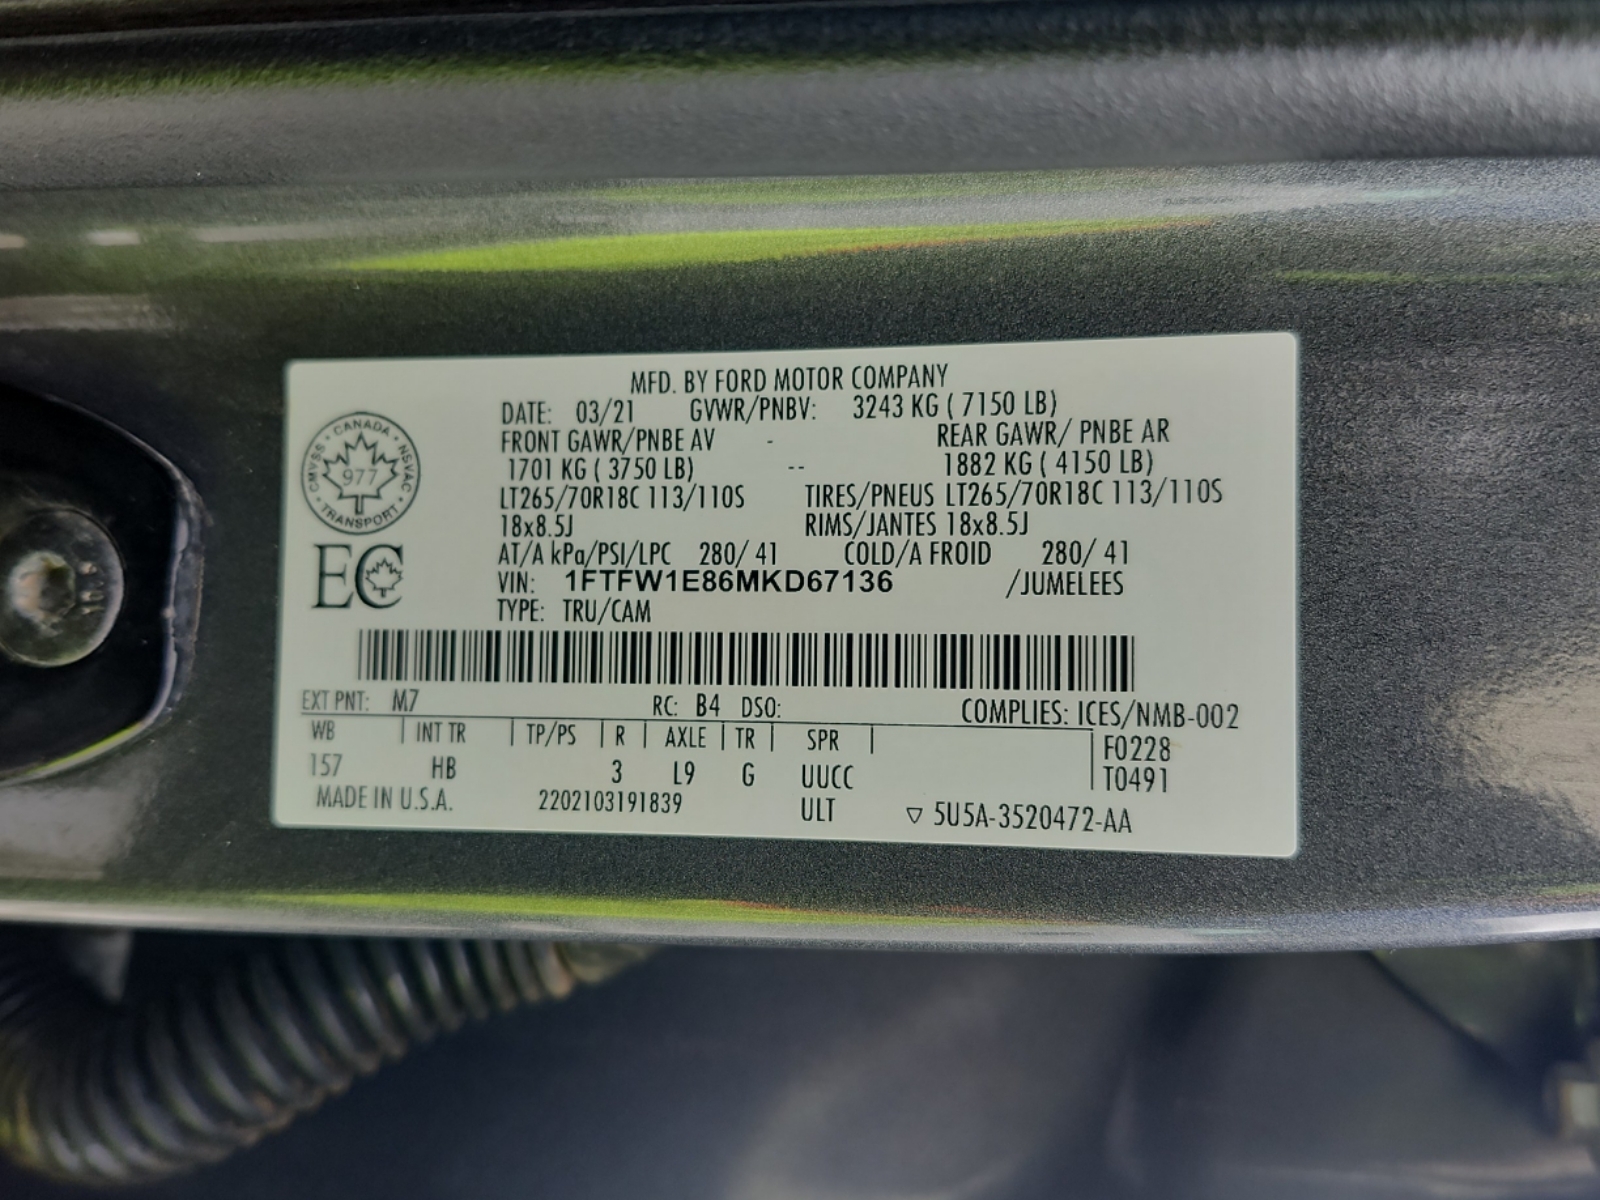 MFD. BY FORD MOTOR COMPANY
DATE: 03/21 GVWR/PNBV: 3243 KG ( 7150 LB)
FRONT GAWR/PNBE AV - REAR GAWR/ PNBE AR
1701 KG ( 3750 LB) -- 1882 KG ( 4150 LB)
LT265/70R18C 113/110S TIRES/PNEUS LT265/70R18C 113/110S
18x8.5J RIMS/JANTES 18x8.5J
AT/A kPa/PSI/LPC 280/ 41 COLD/A FROID 280/ 41
VIN: 1FTFW1E86MKD67136 /JUMELEES
TYPE: TRU/CAM
CANADA • NSVAC • TRANSPORT • CMVSS •
977
EC
EXT PNT: M7 RC: B4 DSO: COMPLIES: ICES/NMB-002
WB INT TR TP/PS R AXLE TR SPR F0228
157 HB 3 L9 G UUCC T0491
MADE IN U.S.A. 2202103191839 ULT ▽ 5U5A-3520472-AA